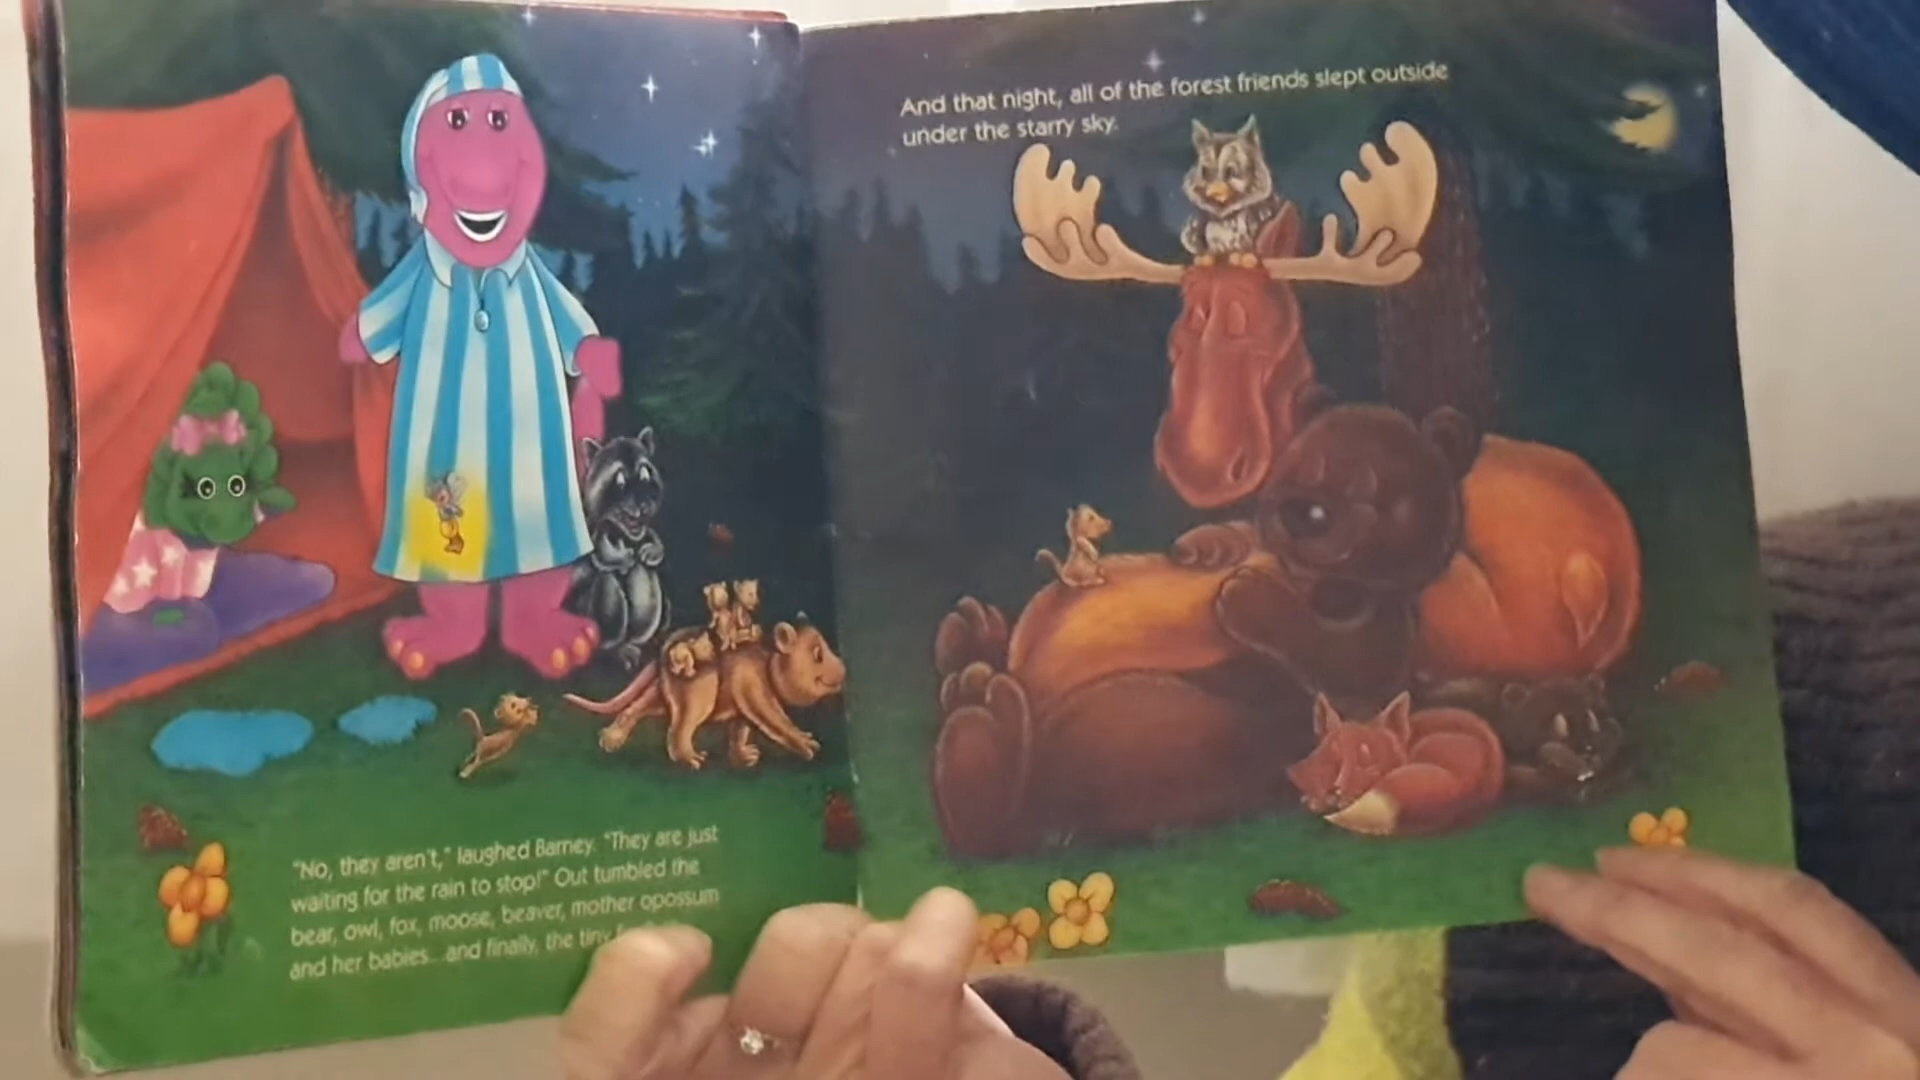 "No, they aren't," laughed Barney. "They are just
waiting for the rain to stop!" Out tumbled the
bear, owl, fox, moose, beaver, mother opossum
and her babies...and finally, the tiny
And that night, all of the forest friends slept outside
under the starry sky.